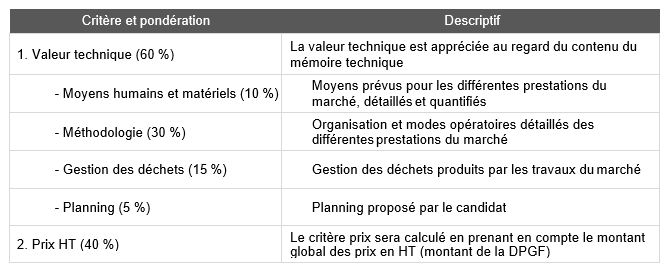 Critère et pondération Descriptif
1. Valeur technique (60 %) La valeur technique est appréciée au regard du contenu du
mémoire technique
- Moyens humains et matériels (10 %) Moyens prévus pour les différentes prestations du
marché, détaillés et quantifiés
- Méthodologie (30 %) Organisation et modes opératoires détaillés des
différentes prestations du marché
- Gestion des déchets (15 %) Gestion des déchets produits par les travaux du marché
- Planning (5 %) Planning proposé par le candidat
2. Prix HT (40 %) Le critère prix sera calculé en prenant en compte le montant
global des prix en HT (montant de la DPGF)